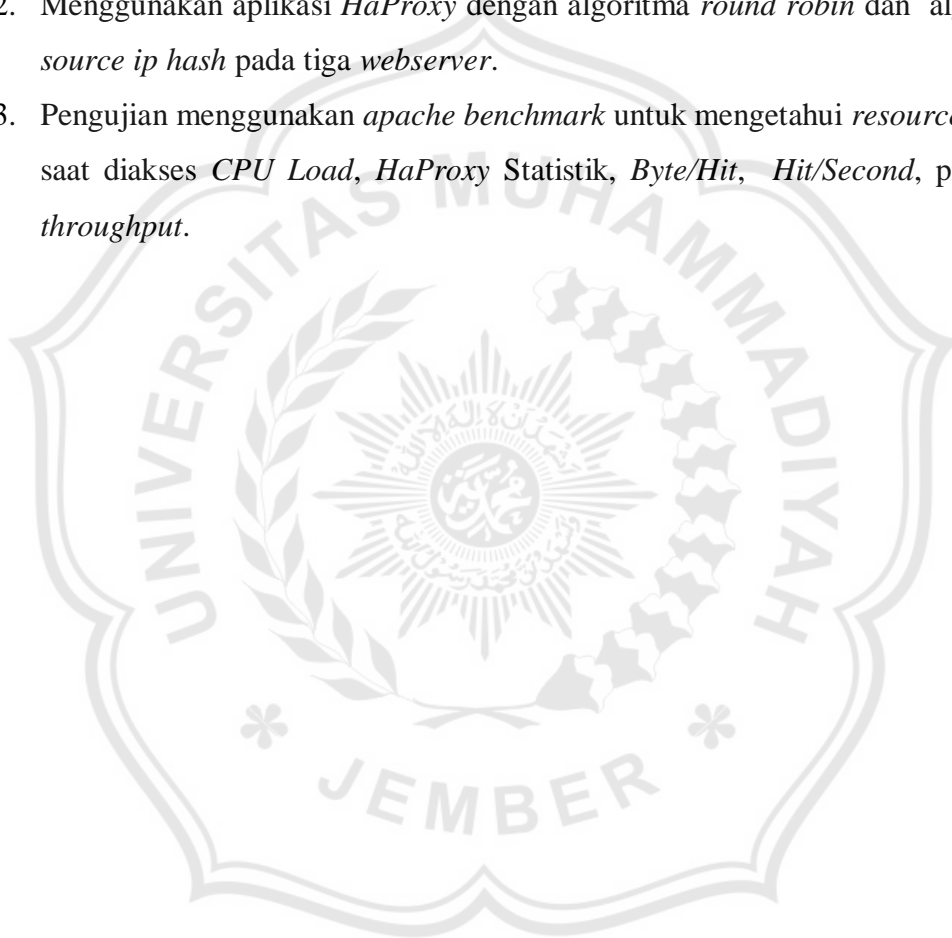 2. Menggunakan aplikasi HaProxy dengan algoritma round robin dan
source ip hash pada tiga webserver.
3. Pengujian menggunakan apache benchmark untuk mengetahui resource
saat diakses CPU Load, HaProxy Statistik, Byte/Hit, Hit/Second,
throughput.
UNIVERSITAS MUHAMMADIYAH
JEMBER